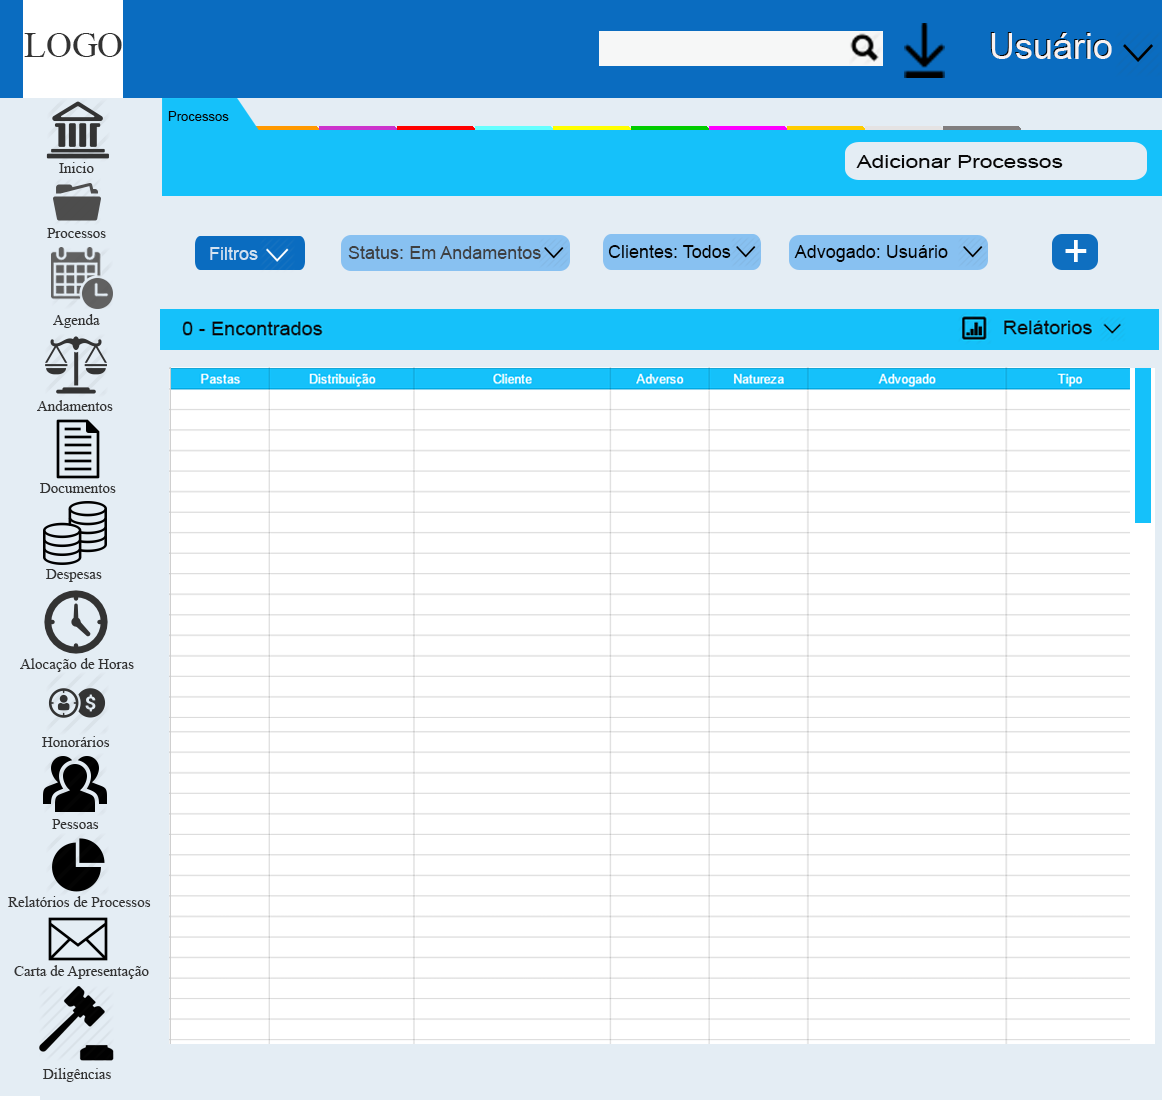 LOGO
Usuário
Processos
Adicionar Processos
Filtros
Status: Em Andamentos
Clientes: Todos
Advogado: Usuário
0 - Encontrados
Relátorios
Pastas Distribuição Cliente Adverso Natureza Advogado Tipo
Inicio
Processos
Agenda
Andamentos
Documentos
Despesas
Alocação de Horas
Honorários
Pessoas
Relatórios de Processos
Carta de Apresentação
Diligências